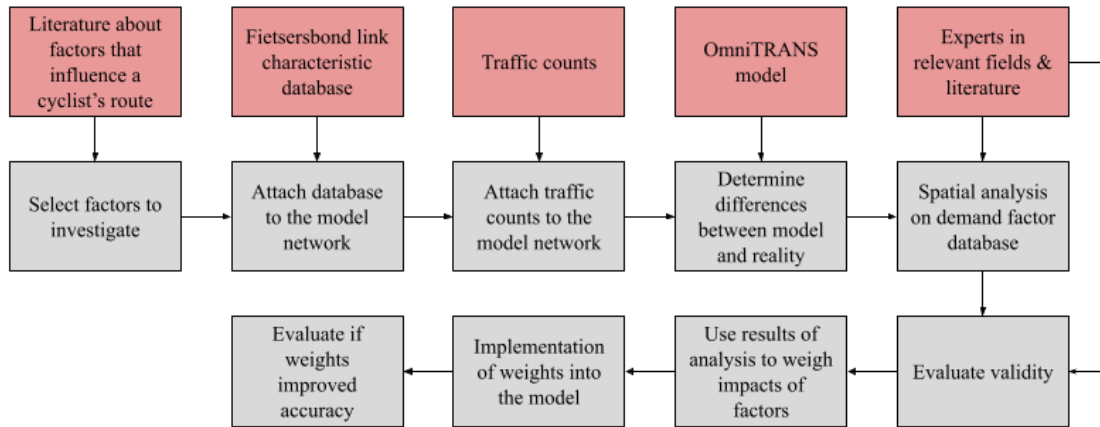 Literature about
factors that
influence a
cyclist's route
Fietsersbond link
characteristic
database
Traffic counts
OmniTRANS
model
Experts in
relevant fields &
literature
Select factors to
investigate
Attach database
to the model
network
Attach traffic
counts to the
model network
Determine
differences
between model
and reality
Spatial analysis
on demand factor
database
Evaluate if
weights
improved
accuracy
Implementation
of weights into
the model
Use results of
analysis to weigh
impacts of
factors
Evaluate validity